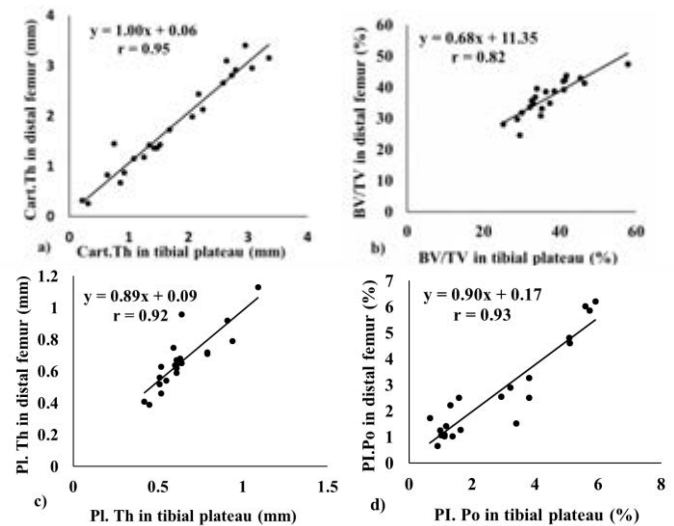 y = 1.00x + 0.06
r = 0.95
Cart.Th in distal femur (mm)
4
3
2
1
0
0 1 2 3 4
a)
Cart.Th in tibial plateau (mm)
y = 0.68x + 11.35
r = 0.82
BV/TV in distal femur (%)
60
50
40
30
20
10
0
0 20 40 60
b)
BV/TV in tibial plateau (%)
y = 0.89x + 0.09
r = 0.92
Pl. Th in distal femur (mm)
1.2
1
0.8
0.6
0.4
0.2
0
0 0.5 1 1.5
c)
Pl. Th in tibial plateau (mm)
y = 0.90x + 0.17
r = 0.93
PI.Po in distal femur (%)
7
6
5
4
3
2
1
0
0 2 4 6 8
d)
PI. Po in tibial plateau (%)